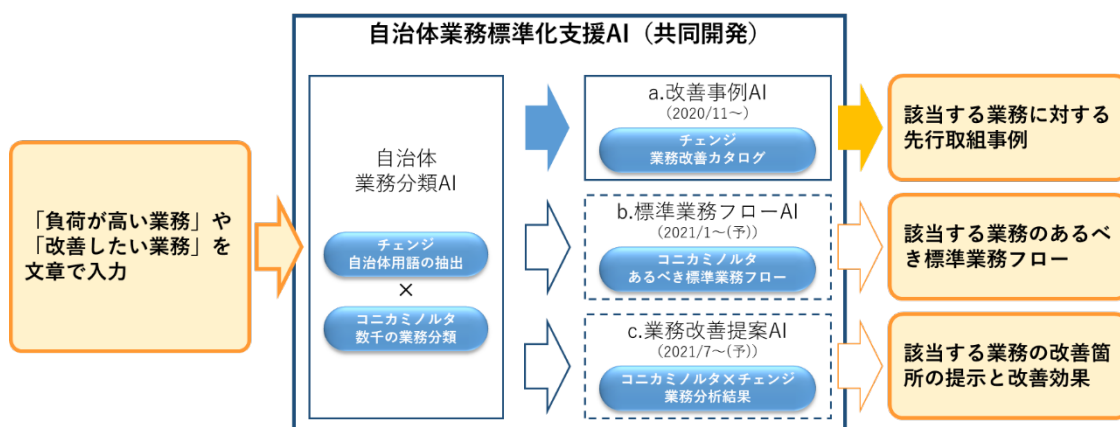 自治体業務標準化支援AI（共同開発）
「負荷が高い業務」や
「改善したい業務」を
文章で入力
自治体
業務分類AI
チェンジ
自治体用語の抽出
×
コニカミノルタ
数千の業務分類
a.改善事例AI
(2020/11～)
チェンジ
業務改善カタログ
b.標準業務フローAI
(2021/1～(予))
コニカミノルタ
あるべき標準業務フロー
c.業務改善提案AI
(2021/7～(予))
コニカミノルタ×チェンジ
業務分析結果
該当する業務に対する
先行取組事例
該当する業務のあるべ
き標準業務フロー
該当する業務の改善箇
所の提示と改善効果